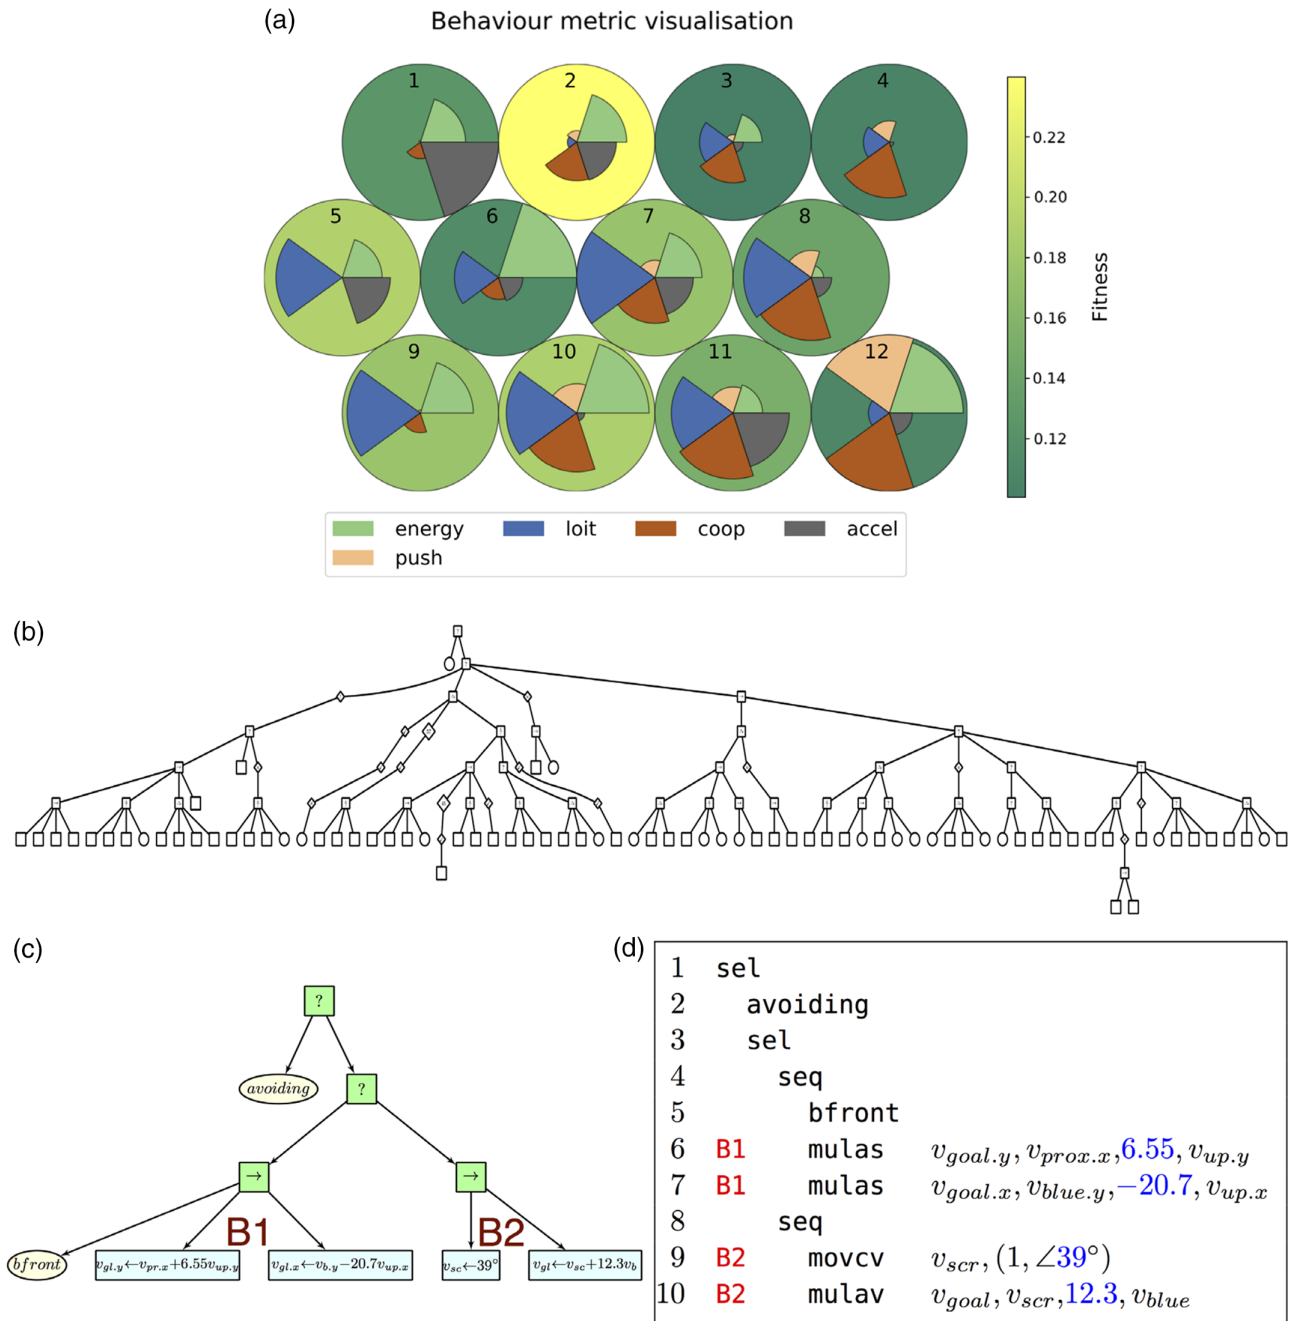 (a)
Behaviour metric visualisation
1 2 3 4
5 6 7 8
9 10 11 12
0.22
0.20
0.18
0.16
0.14
0.12
Fitness
energy loit coop accel
push
(b)
(c)
?
avoiding ?
→ →
B1 B2
bfront v_{gl.y}←v_{pr.x}+6.55v_{up.y} v_{gl.x}←v_{b.y}−20.7v_{up.x} v_{sc}←39° v_{gl}←v_{sc}+12.3v_b
(d)
1 sel
2 avoiding
3 sel
4 seq
5 bfront
6 B1 mulas v_{goal.y}, v_{prox.x}, 6.55, v_{up.y}
7 B1 mulas v_{goal.x}, v_{blue.y}, −20.7, v_{up.x}
8 seq
9 B2 movcv v_{scr}, (1, ∠39°)
10 B2 mulav v_{goal}, v_{scr}, 12.3, v_{blue}